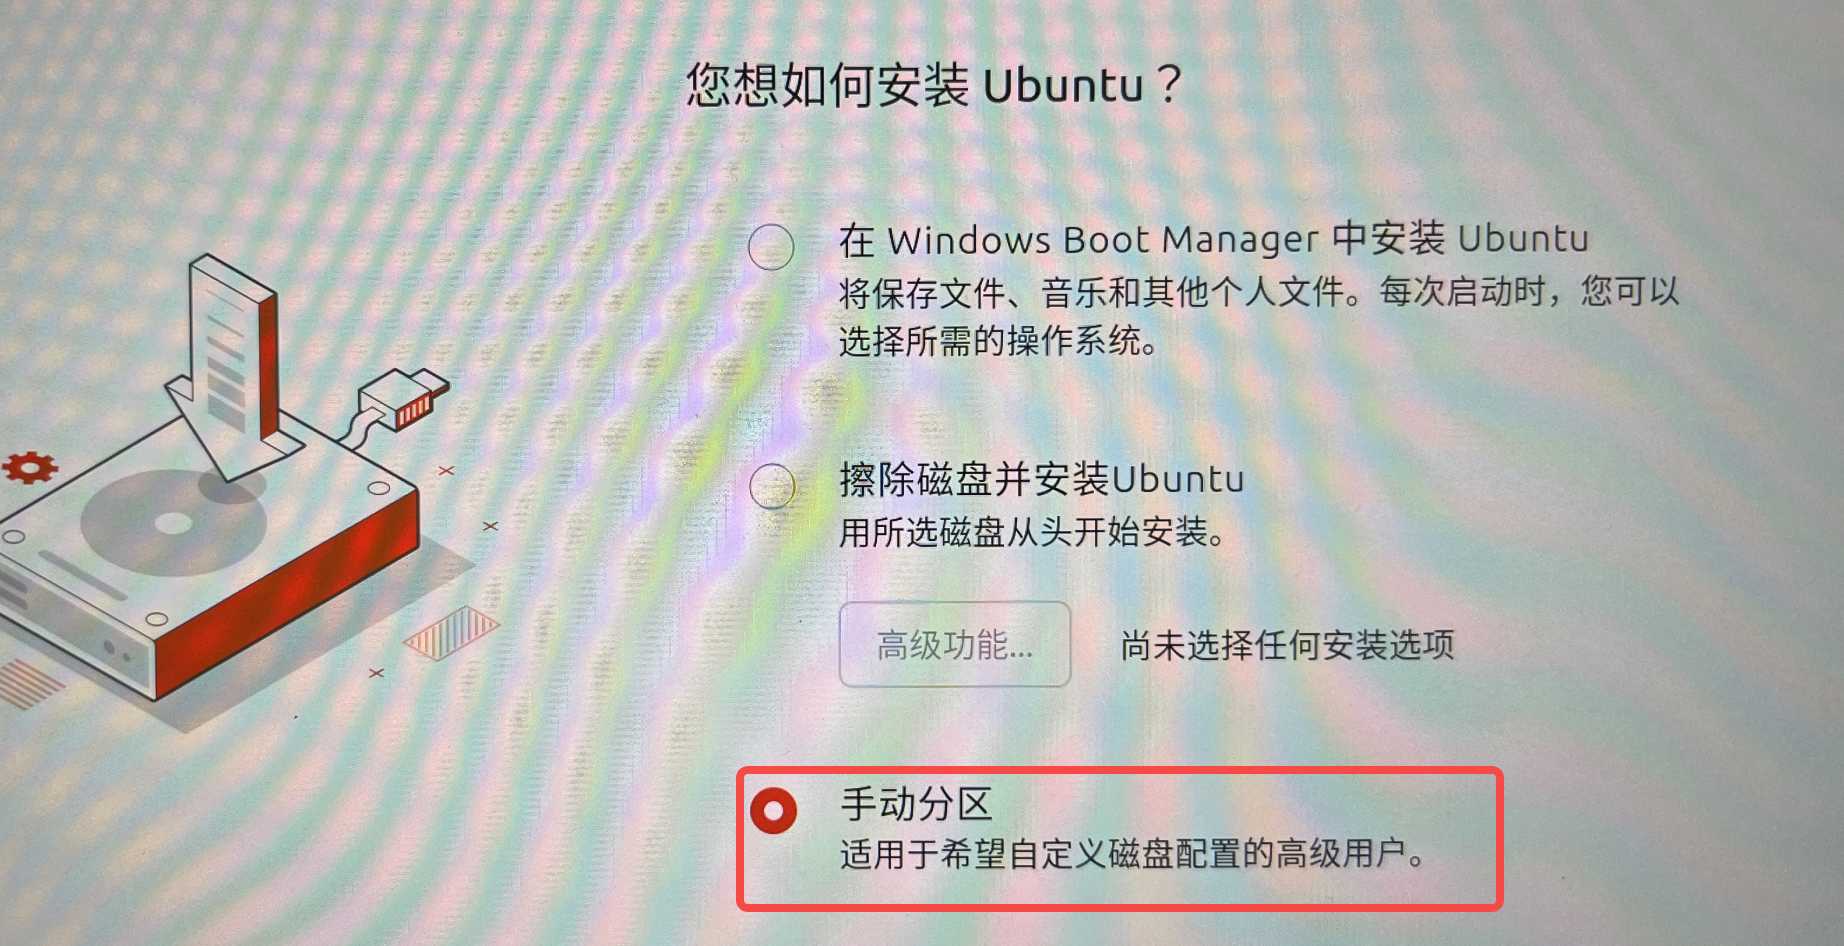 您想如何安装 Ubuntu？
在 Windows Boot Manager 中安装 Ubuntu
将保存文件、音乐和其他个人文件。每次启动时，您可以
选择所需的操作系统。
擦除磁盘并安装Ubuntu
用所选磁盘从头开始安装。
高级功能... 尚未选择任何安装选项
手动分区
适用于希望自定义磁盘配置的高级用户。